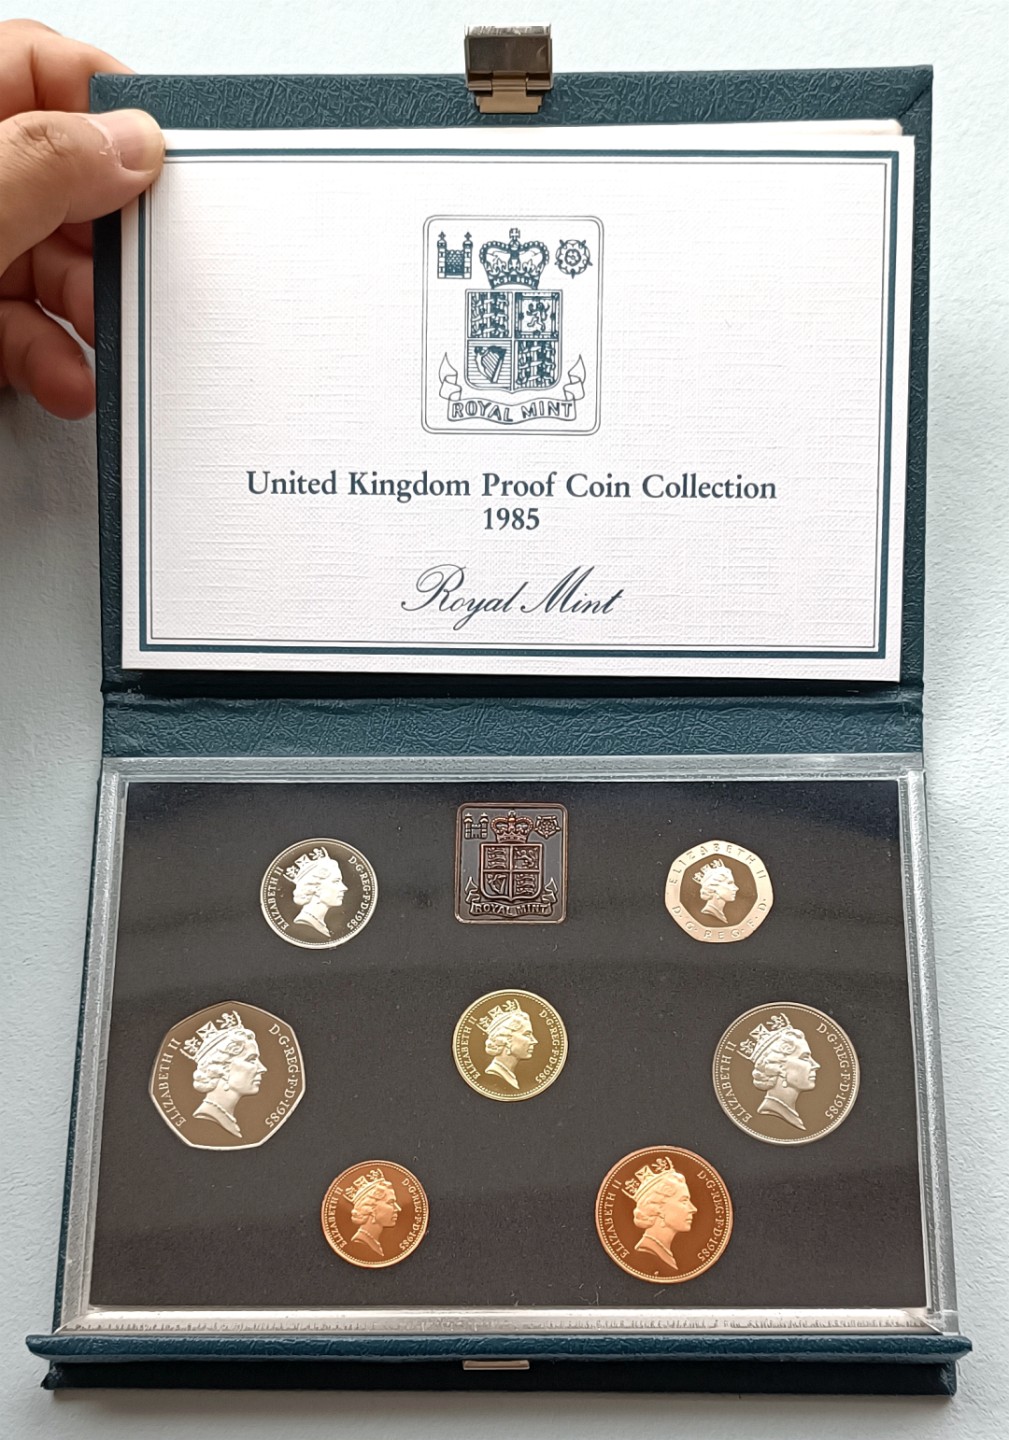 ROYAL MINT
United Kingdom Proof Coin Collection
1985
Royal Mint
ROYAL MINT
ELIZABETH II D·G·REG·F·D·1985
ELIZABETH II D·G·REG·F·D·
ELIZABETH II D·G·REG·F·D·1985
ELIZABETH II D·G·REG·F·D·1985
ELIZABETH II D·G·REG·F·D·1985
ELIZABETH II D·G·REG·F·D·1985
ELIZABETH II D·G·REG·F·D·1985